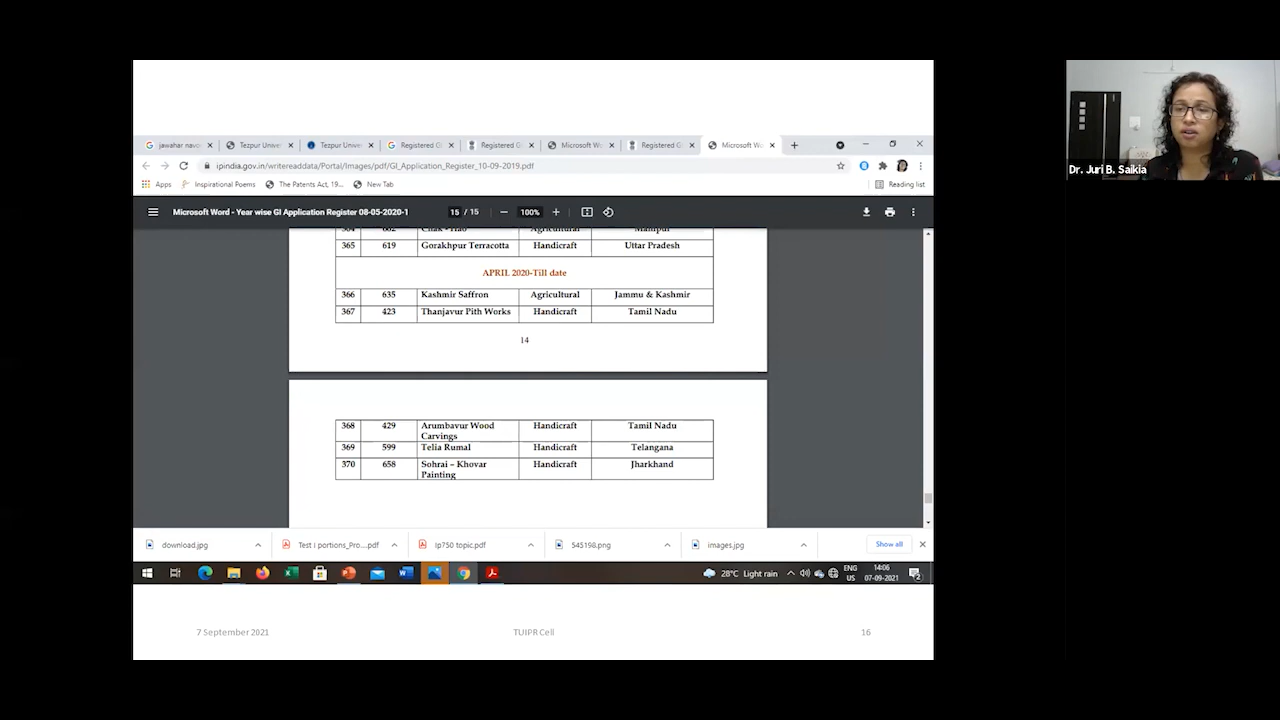 jawahar navo
Tezpur Unive
Tezpur Unive
Registered G
Registered G
Microsoft Wo
Registered G
Microsoft Wo
ipindia.gov.in/writereaddata/Portal/Images/pdf/GI_Application_Register_10-09-2019.pdf
Apps Inspirational Poems The Patents Act, 19... New Tab Reading list
Microsoft Word - Year wise GI Application Register 08-05-2020-1 15 / 15 100%
365 619 Gorakhpur Terracotta Handicraft Uttar Pradesh
APRIL 2020-Till date
366 635 Kashmir Saffron Agricultural Jammu & Kashmir
367 423 Thanjavur Pith Works Handicraft Tamil Nadu
14
368 429 Arumbavur Wood Handicraft Tamil Nadu
Carvings
369 599 Telia Rumal Handicraft Telangana
370 658 Sohrai – Khovar Handicraft Jharkhand
Painting
download.jpg Test I portions_Pro....pdf Ip750 topic.pdf 545198.png images.jpg Show all
28°C Light rain ENG 14:06
US 07-09-2021 2
7 September 2021 TUIPR Cell 16
Dr. Juri B. Saikia